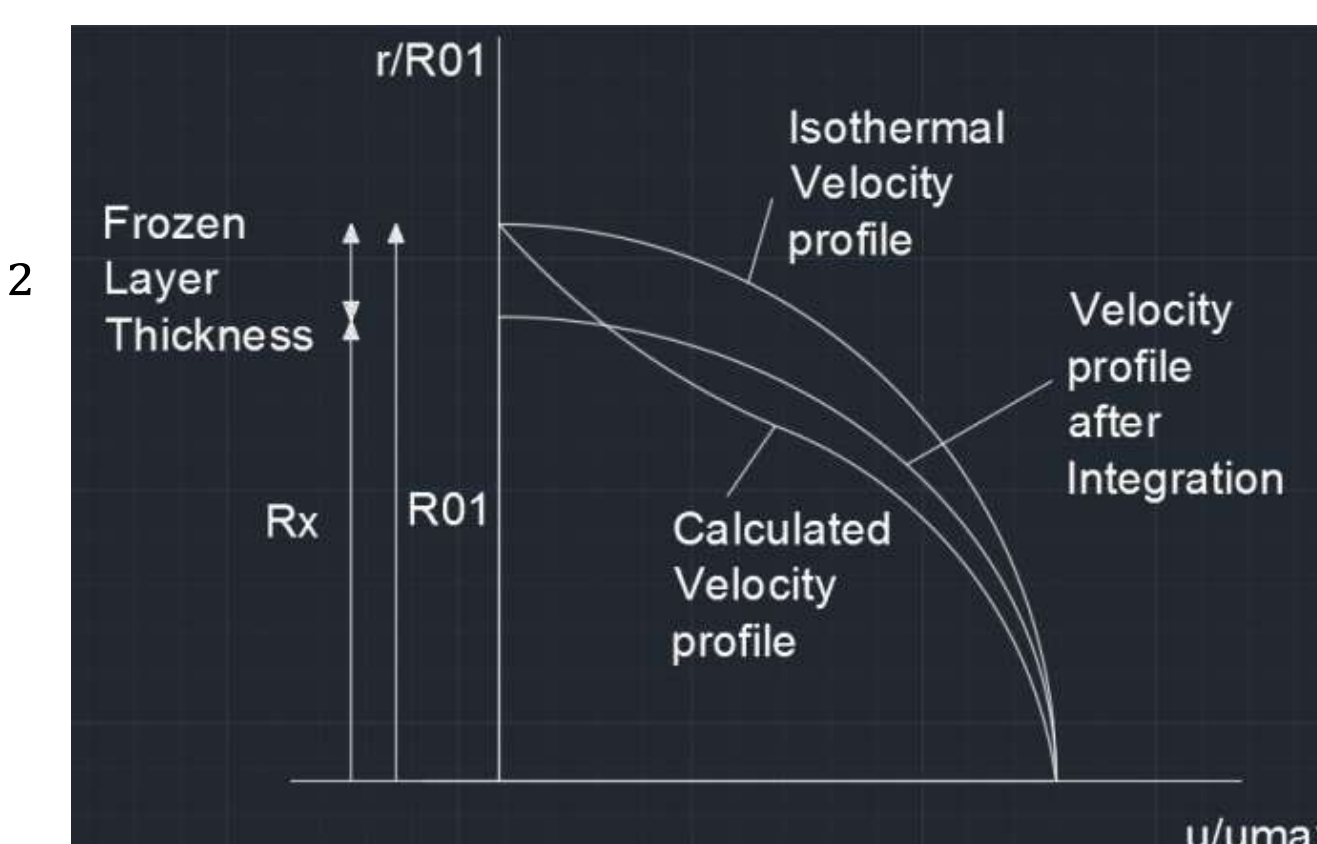 r/R01
Isothermal
Velocity
profile
Frozen
Layer
Thickness
2
Velocity
profile
after
Integration
Rx
R01
Calculated
Velocity
profile